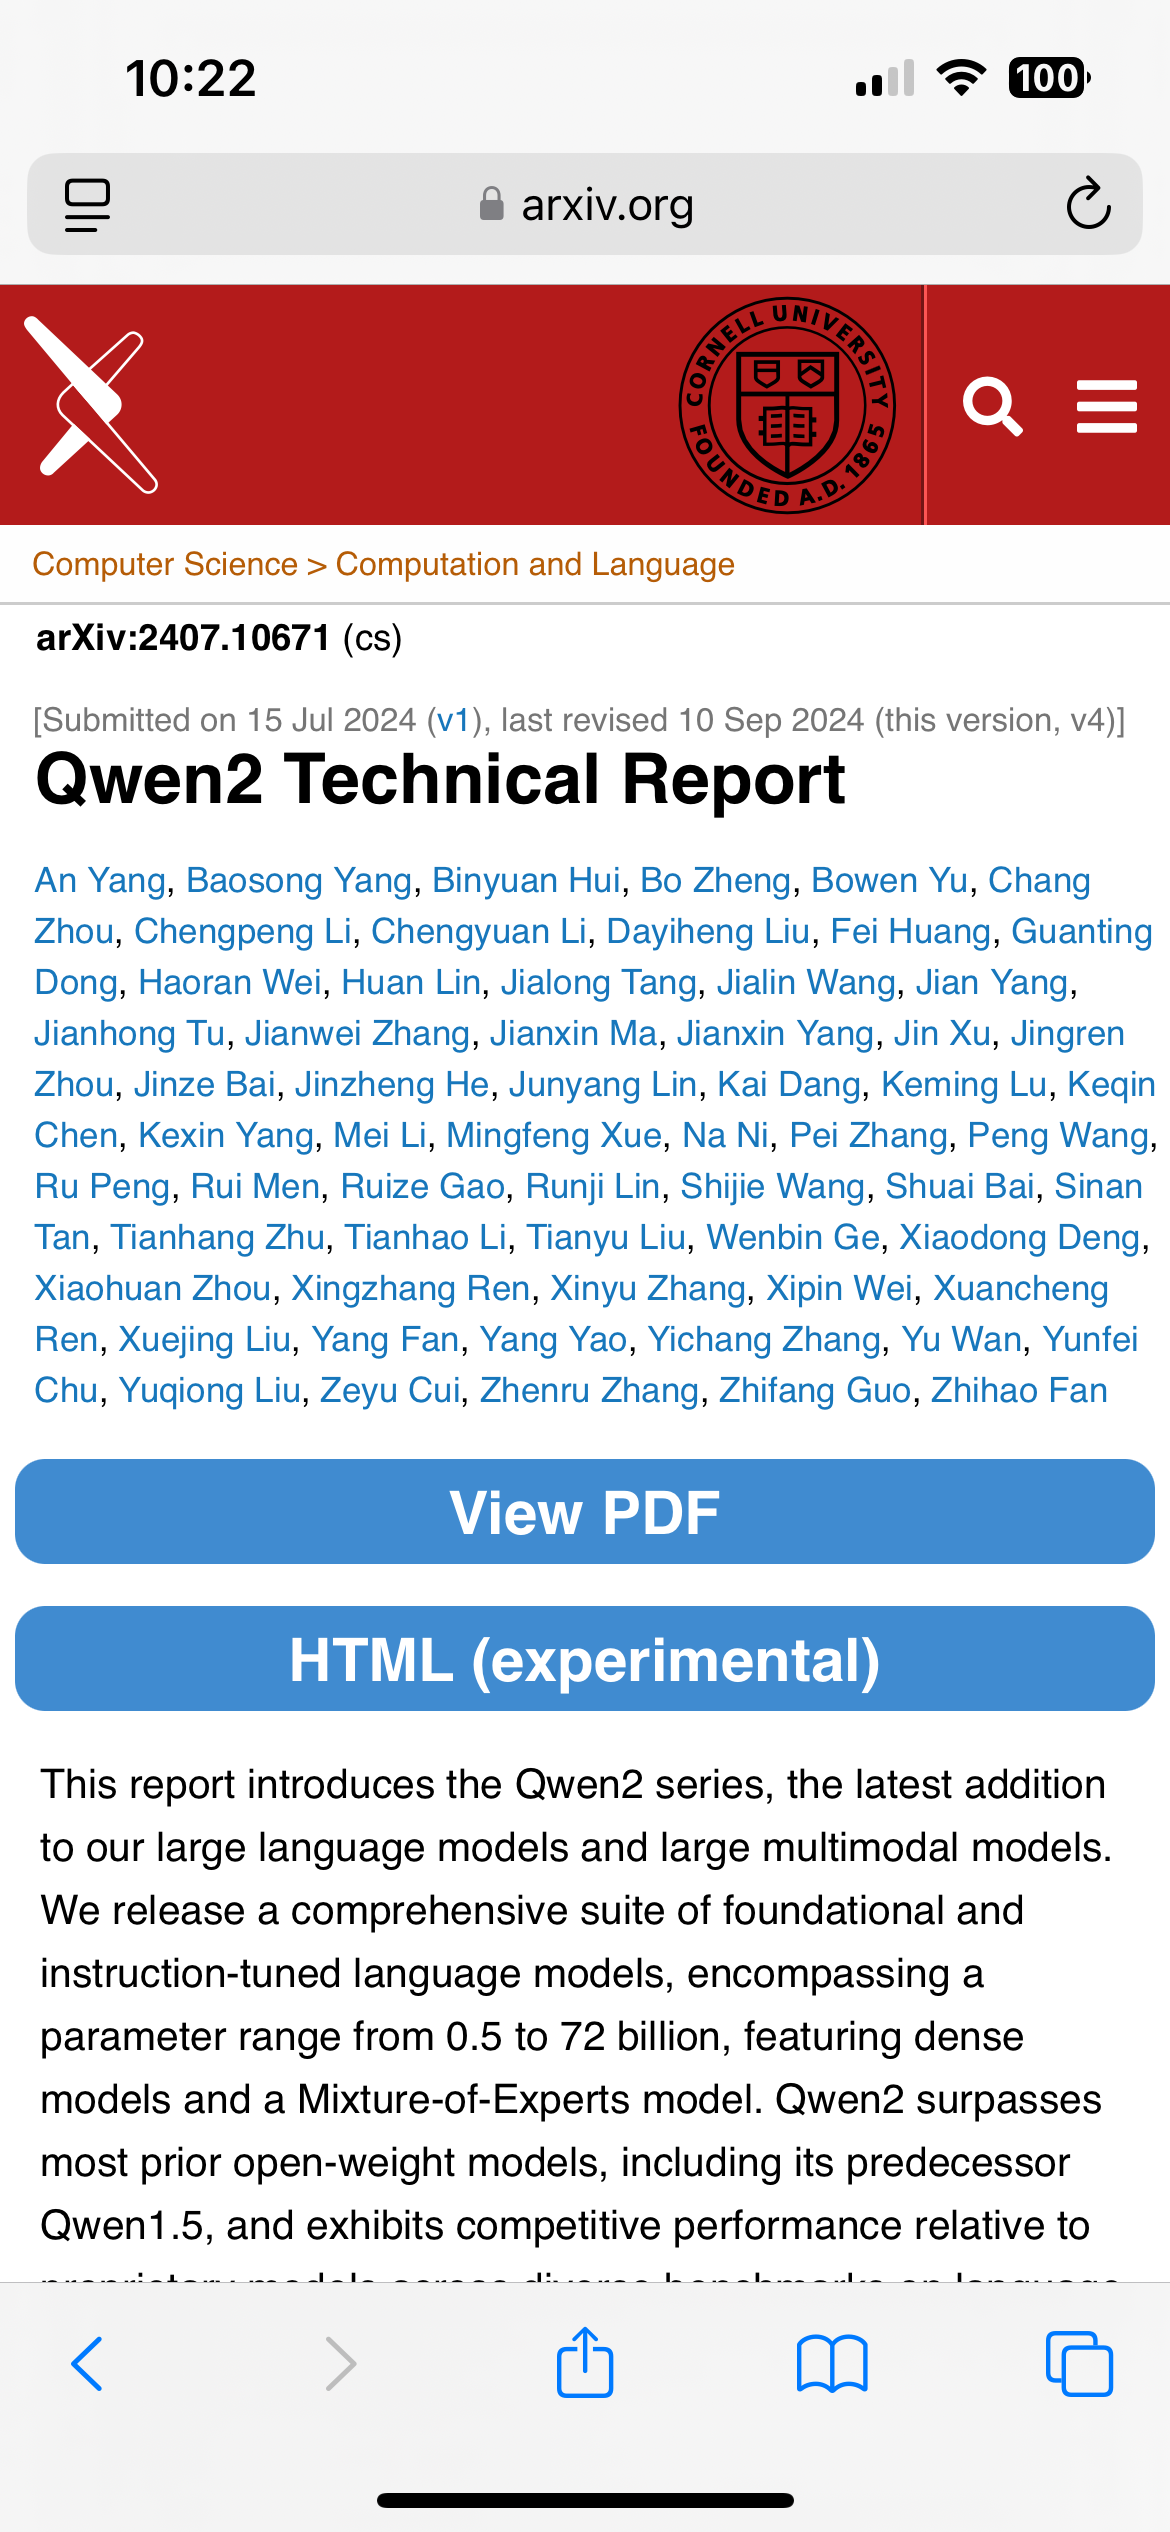 10:22
100
arxiv.org
CORNELL UNIVERSITY
FOUNDED A.D. 1865
Computer Science > Computation and Language
arXiv:2407.10671 (cs)
[Submitted on 15 Jul 2024 (v1), last revised 10 Sep 2024 (this version, v4)]
Qwen2 Technical Report
An Yang, Baosong Yang, Binyuan Hui, Bo Zheng, Bowen Yu, Chang
Zhou, Chengpeng Li, Chengyuan Li, Dayiheng Liu, Fei Huang, Guanting
Dong, Haoran Wei, Huan Lin, Jialong Tang, Jialin Wang, Jian Yang,
Jianhong Tu, Jianwei Zhang, Jianxin Ma, Jianxin Yang, Jin Xu, Jingren
Zhou, Jinze Bai, Jinzheng He, Junyang Lin, Kai Dang, Keming Lu, Keqin
Chen, Kexin Yang, Mei Li, Mingfeng Xue, Na Ni, Pei Zhang, Peng Wang,
Ru Peng, Rui Men, Ruize Gao, Runji Lin, Shijie Wang, Shuai Bai, Sinan
Tan, Tianhang Zhu, Tianhao Li, Tianyu Liu, Wenbin Ge, Xiaodong Deng,
Xiaohuan Zhou, Xingzhang Ren, Xinyu Zhang, Xipin Wei, Xuancheng
Ren, Xuejing Liu, Yang Fan, Yang Yao, Yichang Zhang, Yu Wan, Yunfei
Chu, Yuqiong Liu, Zeyu Cui, Zhenru Zhang, Zhifang Guo, Zhihao Fan
View PDF
HTML (experimental)
This report introduces the Qwen2 series, the latest addition
to our large language models and large multimodal models.
We release a comprehensive suite of foundational and
instruction-tuned language models, encompassing a
parameter range from 0.5 to 72 billion, featuring dense
models and a Mixture-of-Experts model. Qwen2 surpasses
most prior open-weight models, including its predecessor
Qwen1.5, and exhibits competitive performance relative to